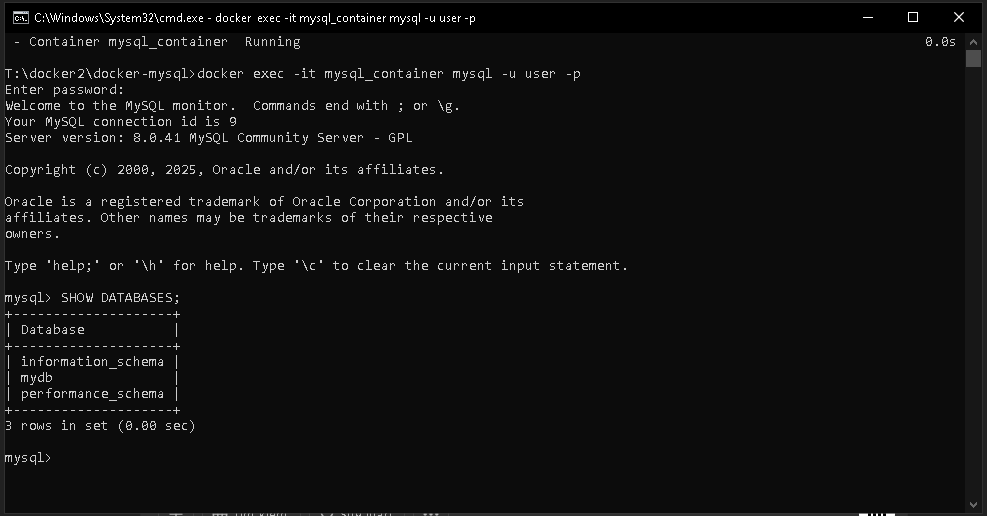 C:\Windows\System32\cmd.exe - docker exec -it mysql_container mysql -u user -p
- Container mysql_container  Running 0.0s
T:\docker2\docker-mysql>docker exec -it mysql_container mysql -u user -p
Enter password:
Welcome to the MySQL monitor.  Commands end with ; or \g.
Your MySQL connection id is 9
Server version: 8.0.41 MySQL Community Server - GPL
Copyright (c) 2000, 2025, Oracle and/or its affiliates.
Oracle is a registered trademark of Oracle Corporation and/or its
affiliates. Other names may be trademarks of their respective
owners.
Type 'help;' or '\h' for help. Type '\c' to clear the current input statement.
mysql> SHOW DATABASES;
+--------------------+
| Database           |
+--------------------+
| information_schema |
| mydb               |
| performance_schema |
+--------------------+
3 rows in set (0.00 sec)
mysql>